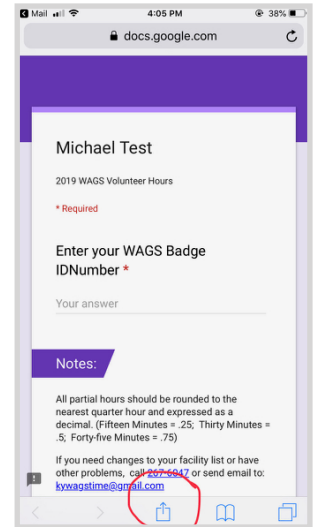 Mail 4:05 PM 38%
docs.google.com
Michael Test
2019 WAGS Volunteer Hours
* Required
Enter your WAGS Badge
IDNumber *
Your answer
Notes:
All partial hours should be rounded to the
nearest quarter hour and expressed as a
decimal. (Fifteen Minutes = .25; Thirty Minutes =
.5; Forty-five Minutes = .75)
If you need changes to your facility list or have
other problems, call 267-6047 or send email to:
kywagstime@gmail.com